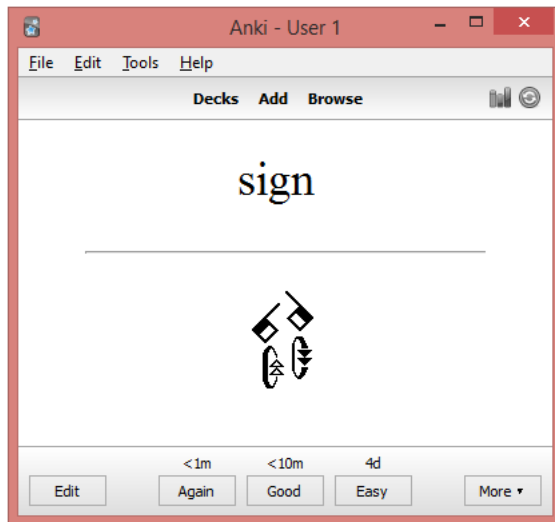 Anki - User 1
File Edit Tools Help
Decks Add Browse
sign
<1m <10m 4d
Edit Again Good Easy More ▾